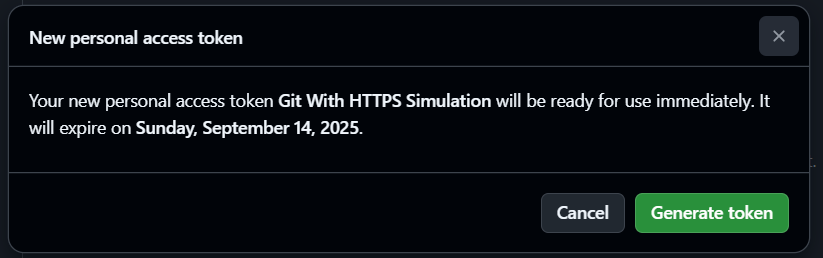 New personal access token
Your new personal access token Git With HTTPS Simulation will be ready for use immediately. It
will expire on Sunday, September 14, 2025.
Cancel
Generate token